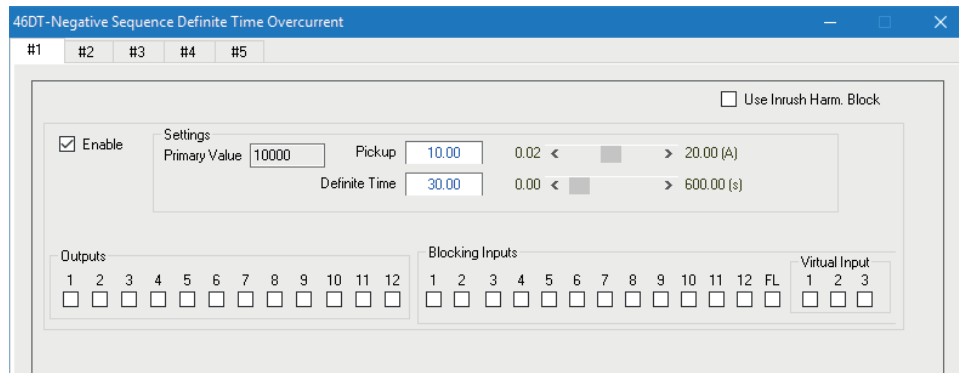 46DT-Negative Sequence Definite Time Overcurrent
#1 #2 #3 #4 #5
Use Inrush Harm. Block
Enable
Settings
Primary Value 10000 Pickup 10.00 0.02 < > 20.00 (A)
Definite Time 30.00 0.00 < > 600.00 (s)
Outputs
1 2 3 4 5 6 7 8 9 10 11 12
Blocking Inputs
1 2 3 4 5 6 7 8 9 10 11 12 FL
Virtual Input
1 2 3